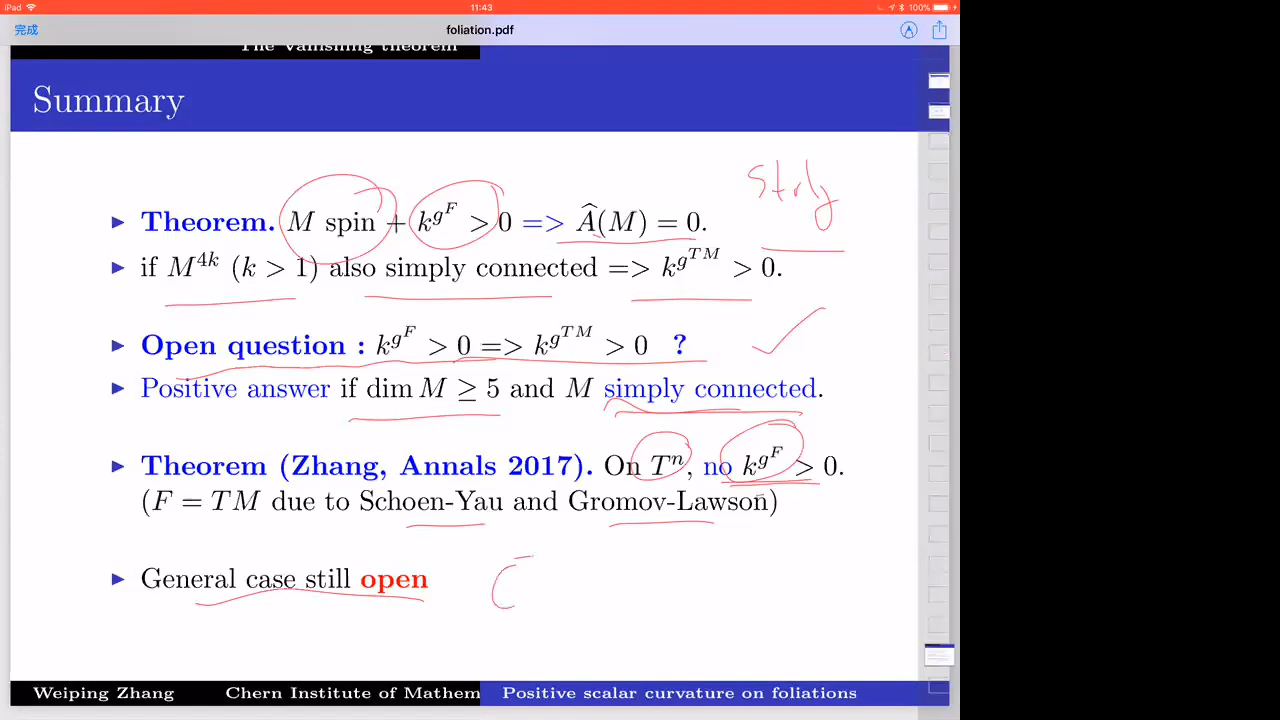 iPad 11:43 100%
完成 foliation.pdf
The Vanishing theorem
Summary
▶ Theorem. M spin + k^{g^F} > 0 => Â(M) = 0.
▶ if M^{4k} (k > 1) also simply connected => k^{g^{TM}} > 0.
▶ Open question : k^{g^F} > 0 => k^{g^{TM}} > 0 ?
▶ Positive answer if dim M ≥ 5 and M simply connected.
▶ Theorem (Zhang, Annals 2017). On T^n, no k^{g^F} > 0.
(F = TM due to Schoen-Yau and Gromov-Lawson)
▶ General case still open
Weiping Zhang Chern Institute of Mathem Positive scalar curvature on foliations